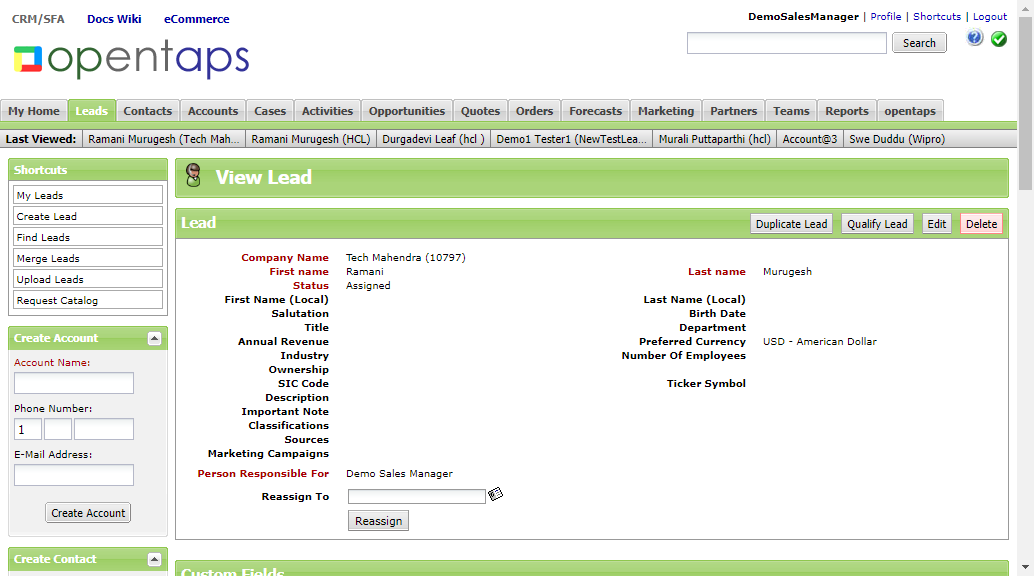 CRM/SFA Docs Wiki eCommerce
DemoSalesManager | Profile | Shortcuts | Logout
opentaps
Search
My Home Leads Contacts Accounts Cases Activities Opportunities Quotes Orders Forecasts Marketing Partners Teams Reports opentaps
Last Viewed: Ramani Murugesh (Tech Mah... Ramani Murugesh (HCL) Durgadevi Leaf (hcl ) Demo1 Tester1 (NewTestLea... Murali Puttaparthi (hcl) Account@3 Swe Duddu (Wipro)
Shortcuts
My Leads
Create Lead
Find Leads
Merge Leads
Upload Leads
Request Catalog
Create Account
Account Name:
Phone Number:
1
E-Mail Address:
Create Account
Create Contact
View Lead
Lead
Duplicate Lead Qualify Lead Edit Delete
Company Name Tech Mahendra (10797)
First name Ramani Last name Murugesh
Status Assigned
First Name (Local) Last Name (Local)
Salutation Birth Date
Title Department
Annual Revenue Preferred Currency USD - American Dollar
Industry Number Of Employees
Ownership
SIC Code Ticker Symbol
Description
Important Note
Classifications
Sources
Marketing Campaigns
Person Responsible For Demo Sales Manager
Reassign To
Reassign
Custom Fields